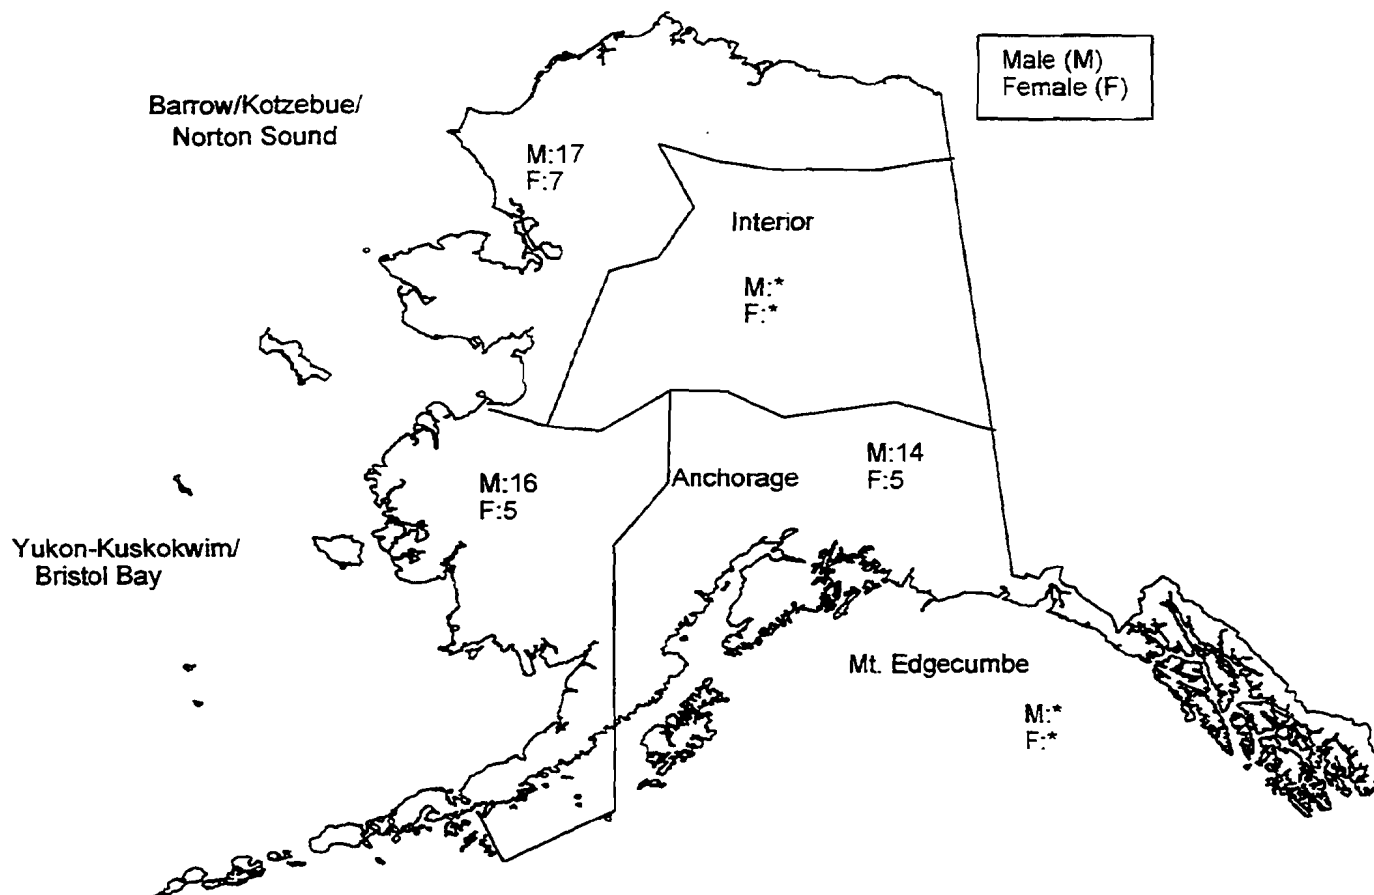 Male (M)
Female (F)
Barrow/Kotzebue/
Norton Sound
M:17
F:7
Interior
M:*
F:*
M:14
F:5
Anchorage
M:16
F:5
Yukon-Kuskokwim/
Bristol Bay
Mt. Edgecumbe
M:*
F:*